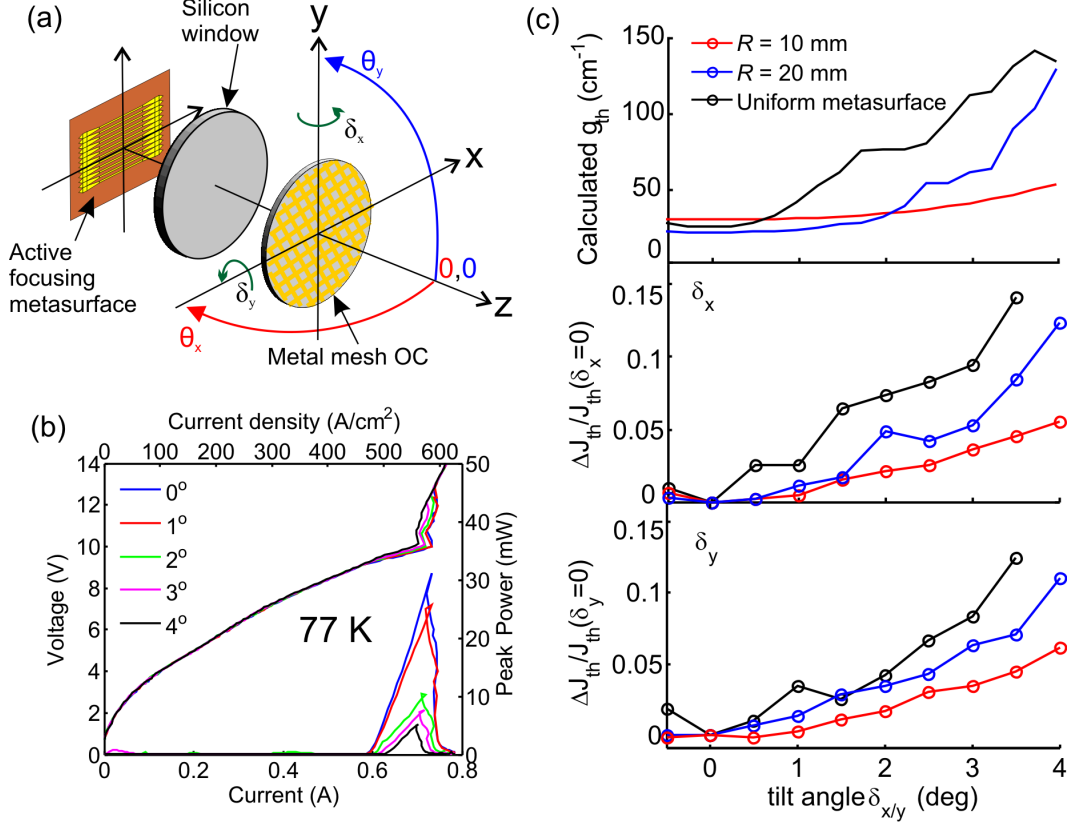 (a)
Silicon
window
y
θy
δx
x
Active
focusing
metasurface
δy
0,0
z
θx
Metal mesh OC
(b)
Current density (A/cm²)
0 100 200 300 400 500 600
14 50
12 40
10 30
8 20
6 10
4 0
2
0
0º
1º
2º
3º
4º
77 K
Voltage (V)
Peak Power (mW)
0 0.2 0.4 0.6 0.8
Current (A)
(c)
Calculated gth (cm⁻¹)
150
100
50
0
R = 10 mm
R = 20 mm
Uniform metasurface
δx
ΔJth/Jth(δx=0)
0.15
0.1
0.05
0
δy
ΔJth/Jth(δy=0)
0.15
0.1
0.05
0
0 1 2 3 4
tilt angle δx/y (deg)